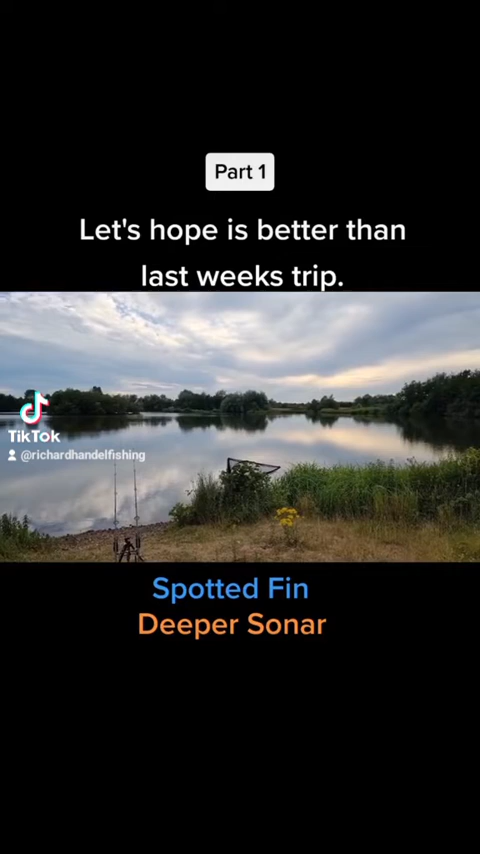 Part 1
Let's hope is better than
last weeks trip.
TikTok
@richardhandelfishing
Spotted Fin
Deeper Sonar